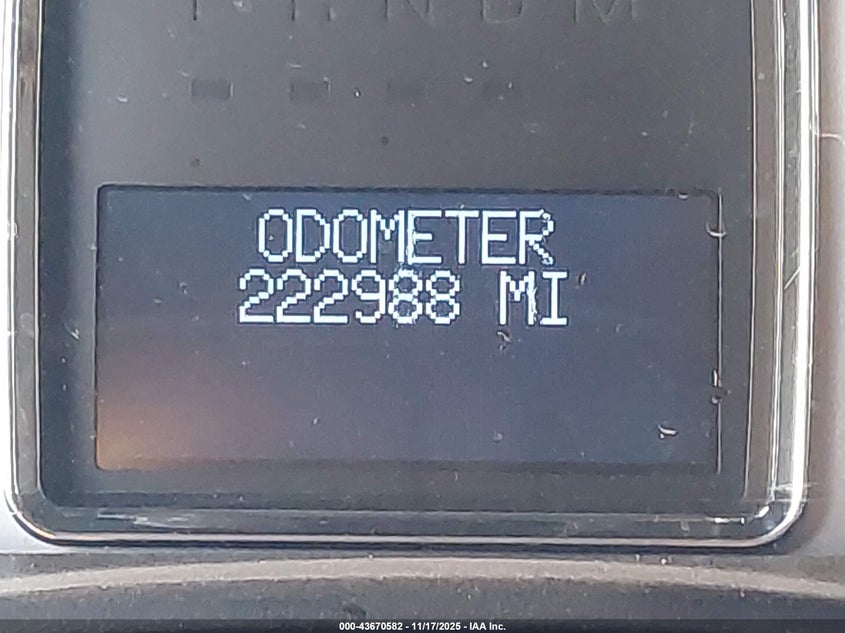 P R N D M
ODOMETER
222988 MI
000-43670582 - 11/17/2025 - IAA Inc.